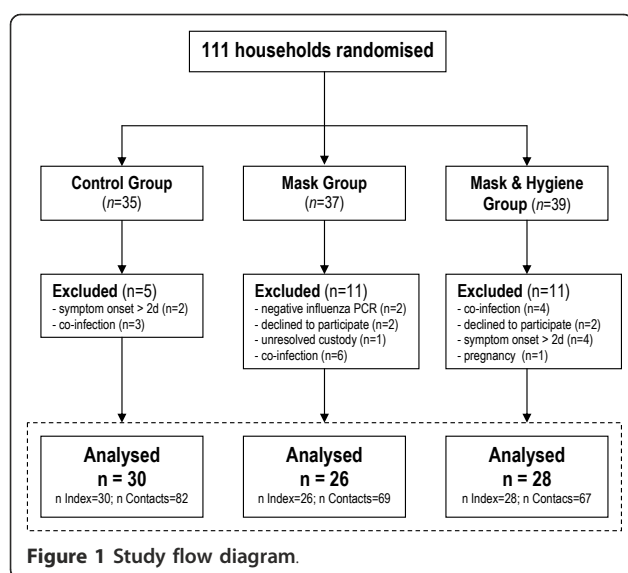 111 households randomised
Control Group
(n=35)
Mask Group
(n=37)
Mask & Hygiene
Group (n=39)
Excluded (n=5)
- symptom onset > 2d (n=2)
- co-infection (n=3)
Excluded (n=11)
- negative influenza PCR (n=2)
- declined to participate (n=2)
- unresolved custody (n=1)
- co-infection (n=6)
Excluded (n=11)
- co-infection (n=4)
- declined to participate (n=2)
- symptom onset > 2d (n=4)
- pregnancy (n=1)
Analysed
n = 30
n Index=30; n Contacts=82
Analysed
n = 26
n Index=26; n Contacts=69
Analysed
n = 28
n Index=28; n Contacs=67
Figure 1 Study flow diagram.